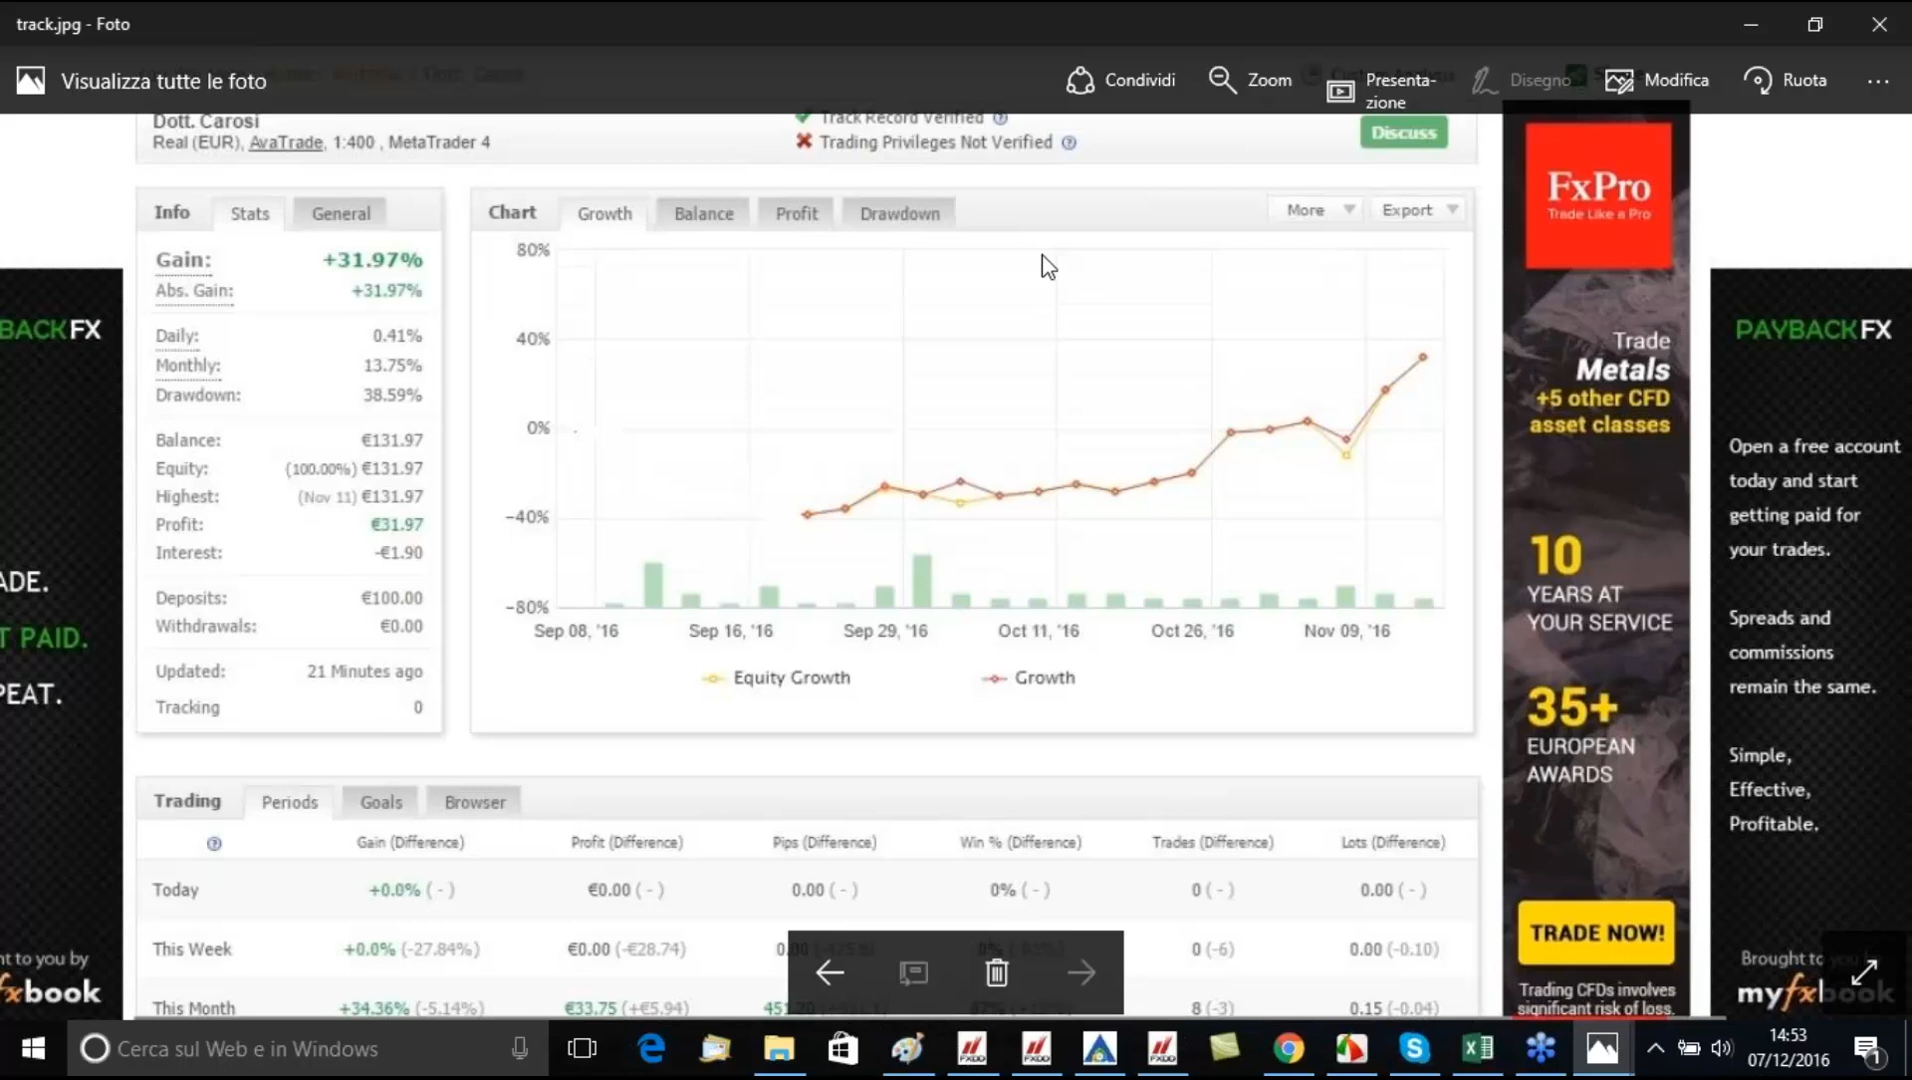 track.jpg - Foto
Visualizza tutte le foto
Condividi
Zoom
Presenta-
zione
Disegno
Modifica
Ruota
Dott. Carosi
Real (EUR), AvaTrade, 1:400 , MetaTrader 4
Track Record Verified
Trading Privileges Not Verified
Discuss
Info Stats General
Gain: +31.97%
Abs. Gain: +31.97%
Daily: 0.41%
Monthly: 13.75%
Drawdown: 38.59%
Balance: €131.97
Equity: (100.00%) €131.97
Highest: (Nov 11) €131.97
Profit: €31.97
Interest: -€1.90
Deposits: €100.00
Withdrawals: €0.00
Updated: 21 Minutes ago
Tracking 0
Chart Growth Balance Profit Drawdown More Export
80%
40%
0%
-40%
-80%
Sep 08, '16 Sep 16, '16 Sep 29, '16 Oct 11, '16 Oct 26, '16 Nov 09, '16
Equity Growth Growth
Trading Periods Goals Browser
Gain (Difference) Profit (Difference) Pips (Difference) Win % (Difference) Trades (Difference) Lots (Difference)
Today +0.0% ( - ) €0.00 ( - ) 0.00 ( - ) 0% ( - ) 0 ( - ) 0.00 ( - )
This Week +0.0% (-27.84%) €0.00 (-€28.74) 0 (-6) 0.00 (-0.10)
This Month +34.36% (-5.14%) €33.75 (+€5.94) 8 (-3) 0.15 (-0.04)
BACKFX
ADE.
T PAID.
PEAT.
ht to you by
fxbook
FxPro
Trade Like a Pro
Trade
Metals
+5 other CFD
asset classes
10
YEARS AT
YOUR SERVICE
35+
EUROPEAN
AWARDS
TRADE NOW!
Trading CFDs involves
significant risk of loss.
PAYBACKFX
Open a free account
today and start
getting paid for
your trades.
Spreads and
commissions
remain the same.
Simple,
Effective,
Profitable.
Brought to
myfxbook
Cerca sul Web e in Windows
FXDD
FXDD
FXDD
14:53
07/12/2016
1